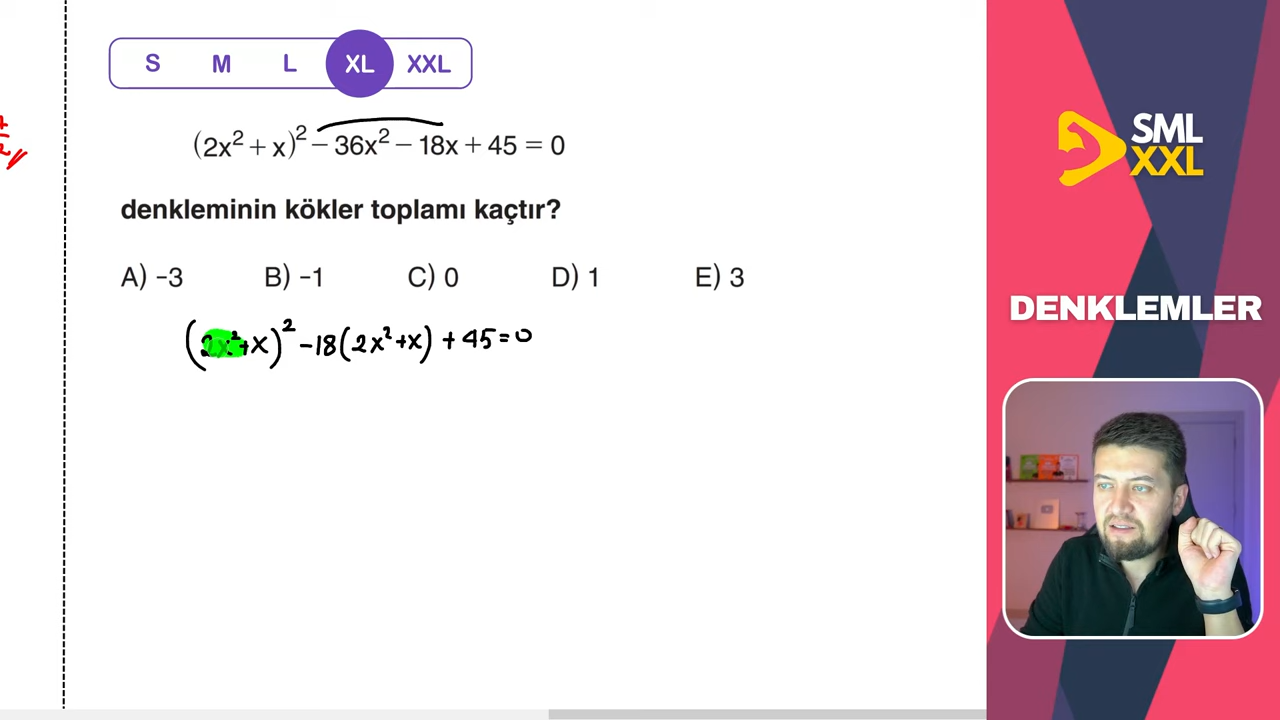 S M L XL XXL
(2x² + x)² − 36x² − 18x + 45 = 0
denkleminin kökler toplamı kaçtır?
A) −3 B) −1 C) 0 D) 1 E) 3
(2x²+x)² −18(2x²+x) + 45 = 0
SML
XXL
DENKLEMLER